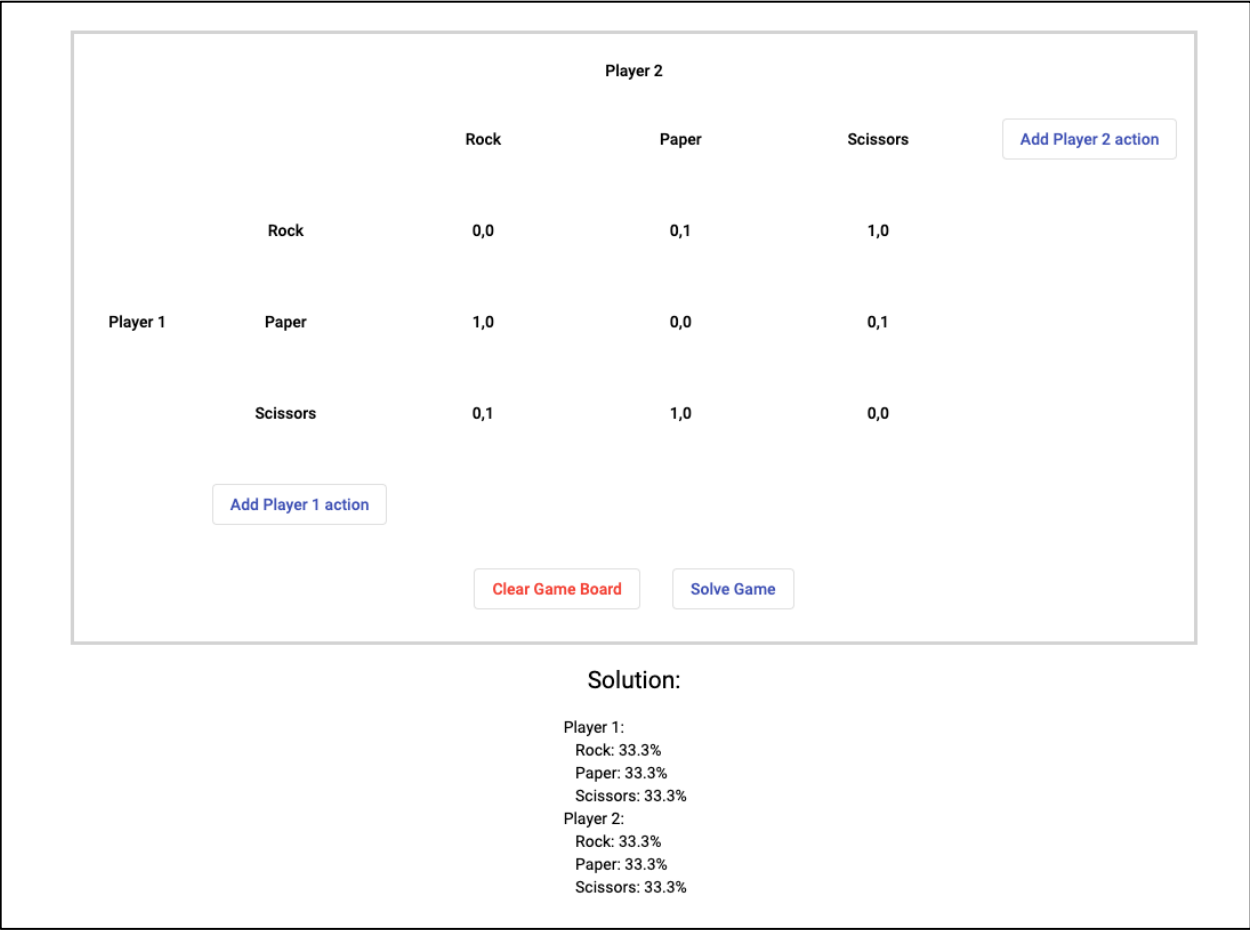 Player 2
Rock Paper Scissors Add Player 2 action
Rock 0,0 0,1 1,0
Player 1 Paper 1,0 0,0 0,1
Scissors 0,1 1,0 0,0
Add Player 1 action
Clear Game Board Solve Game
Solution:
Player 1:
Rock: 33.3%
Paper: 33.3%
Scissors: 33.3%
Player 2:
Rock: 33.3%
Paper: 33.3%
Scissors: 33.3%